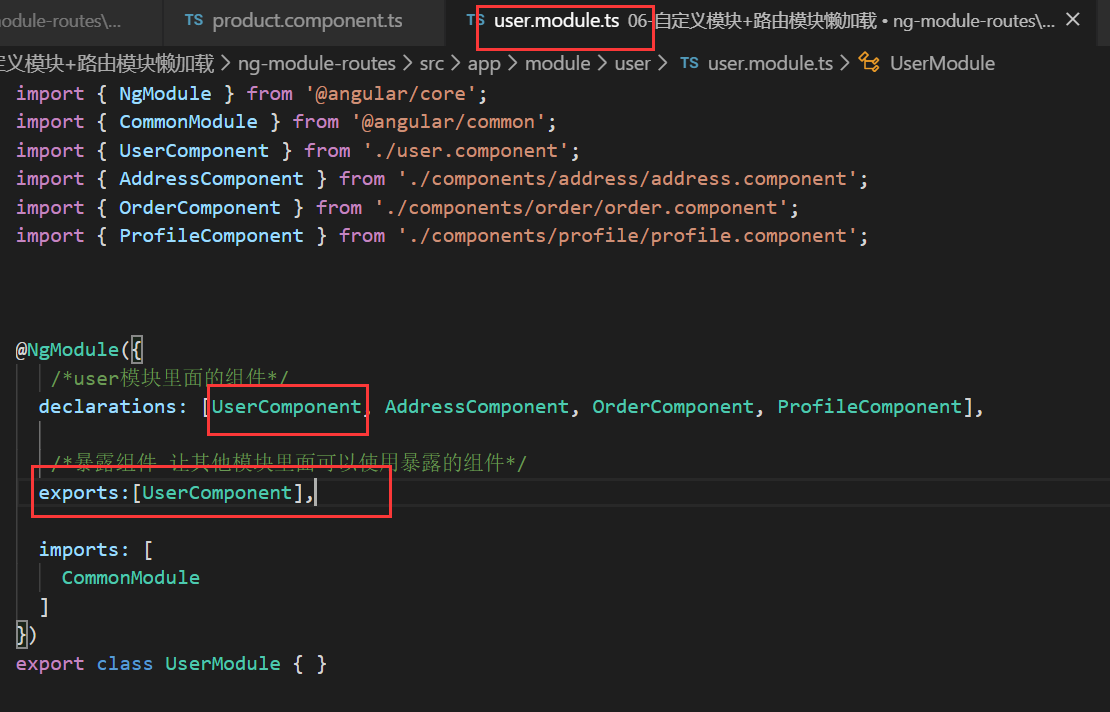 odule-routes\... TS product.component.ts TS user.module.ts 06-自定义模块+路由模块懒加载 • ng-module-routes\...
定义模块+路由模块懒加载 > ng-module-routes > src > app > module > user > TS user.module.ts > UserModule
import { NgModule } from '@angular/core';
import { CommonModule } from '@angular/common';
import { UserComponent } from './user.component';
import { AddressComponent } from './components/address/address.component';
import { OrderComponent } from './components/order/order.component';
import { ProfileComponent } from './components/profile/profile.component';
@NgModule({
/*user模块里面的组件*/
declarations: [UserComponent, AddressComponent, OrderComponent, ProfileComponent],
/*暴露组件 让其他模块里面可以使用暴露的组件*/
exports:[UserComponent],
imports: [
CommonModule
]
})
export class UserModule { }